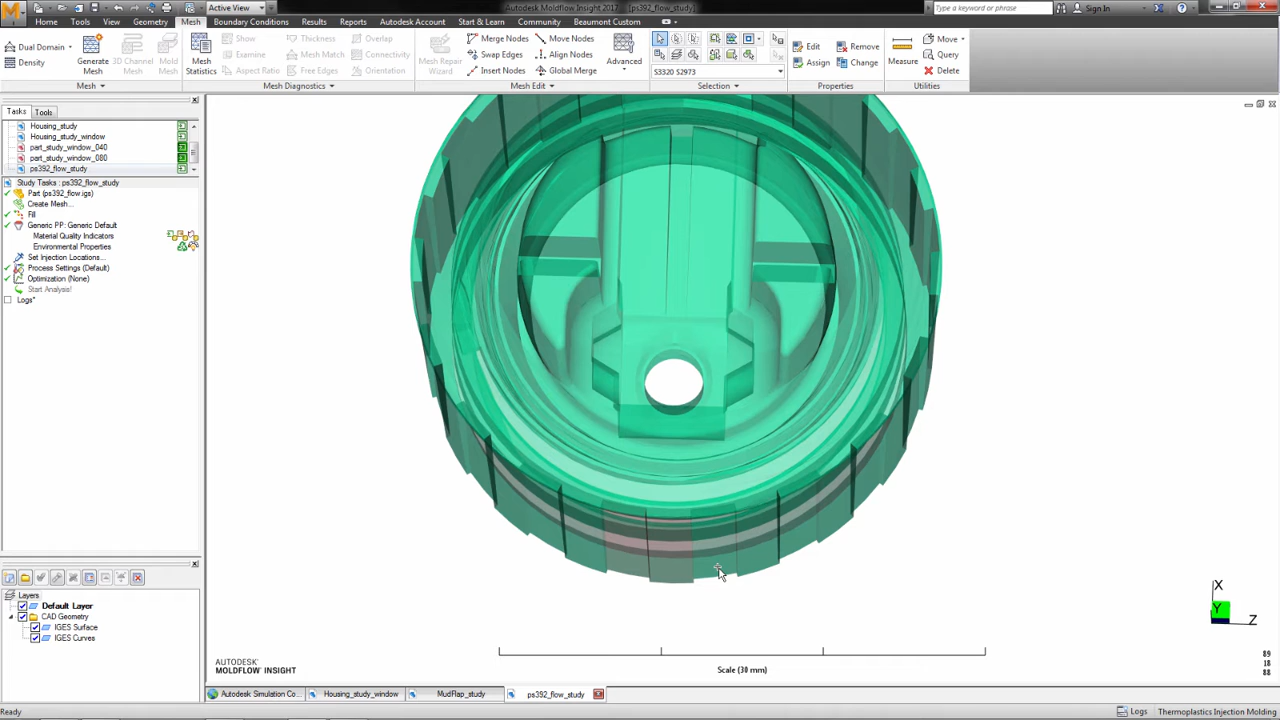 Active View
Autodesk Moldflow Insight 2017 - [ps392_flow_study]
Type a keyword or phrase
Sign In
Home
Tools
View
Geometry
Mesh
Boundary Conditions
Results
Reports
Autodesk Account
Start & Learn
Community
Beaumont Custom
Dual Domain
Density
Generate Mesh
3D Channel Mesh
Mold Mesh
Mesh
Mesh Statistics
Show
Examine
Aspect Ratio
Thickness
Mesh Match
Free Edges
Overlap
Connectivity
Orientation
Mesh Diagnostics
Mesh Repair Wizard
Merge Nodes
Swap Edges
Insert Nodes
Move Nodes
Align Nodes
Global Merge
Advanced
Mesh Edit
S3320 S2973
Selection
Edit
Assign
Remove
Change
Properties
Measure
Move
Query
Delete
Utilities
Tasks
Tools
Housing_study
Housing_study_window
part_study_window_040
part_study_window_080
ps392_flow_study
Study Tasks : ps392_flow_study
Part (ps392_flow.igs)
Create Mesh...
Fill
Generic PP: Generic Default
Material Quality Indicators
Environmental Properties
Set Injection Locations...
Process Settings (Default)
Optimization (None)
Start Analysis!
Logs*
Layers
Default Layer
CAD Geometry
IGES Surface
IGES Curves
X
Y
Z
89
18
88
AUTODESK
MOLDFLOW INSIGHT
Scale (30 mm)
Autodesk Simulation Co...
Housing_study_window
MudFlap_study
ps392_flow_study
Ready
Logs
Thermoplastics Injection Molding